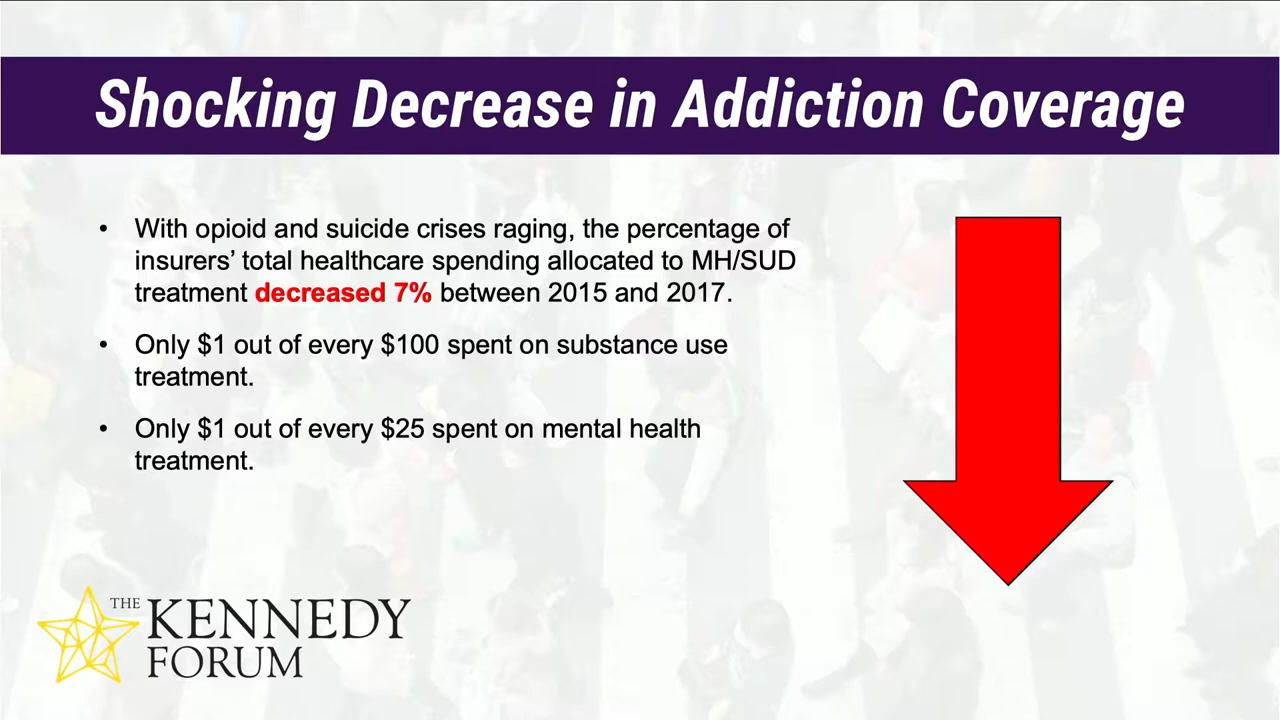 Shocking Decrease in Addiction Coverage
• With opioid and suicide crises raging, the percentage of
insurers’ total healthcare spending allocated to MH/SUD
treatment decreased 7% between 2015 and 2017.
• Only $1 out of every $100 spent on substance use
treatment.
• Only $1 out of every $25 spent on mental health
treatment.
THE KENNEDY
FORUM